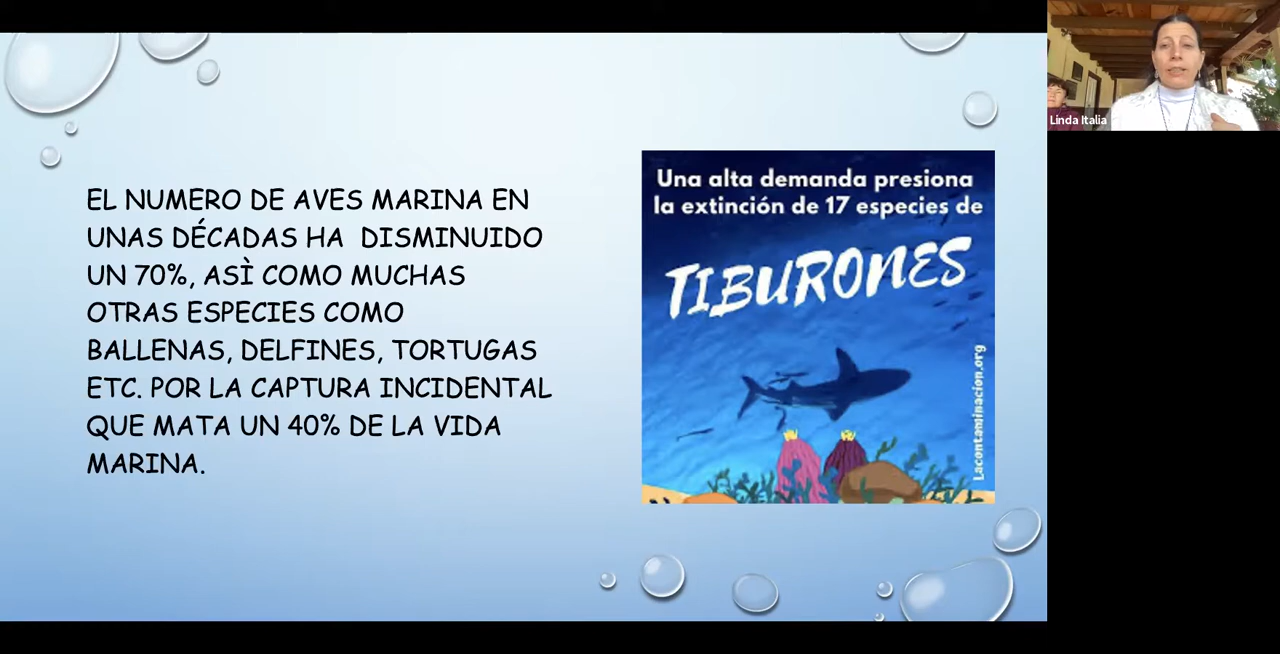 EL NUMERO DE AVES MARINA EN
UNAS DÉCADAS HA DISMINUIDO
UN 70%, ASÌ COMO MUCHAS
OTRAS ESPECIES COMO
BALLENAS, DELFINES, TORTUGAS
ETC. POR LA CAPTURA INCIDENTAL
QUE MATA UN 40% DE LA VIDA
MARINA.
Una alta demanda presiona
la extinción de 17 especies de
TIBURONES
Lacontaminacion.org
Linda Italia